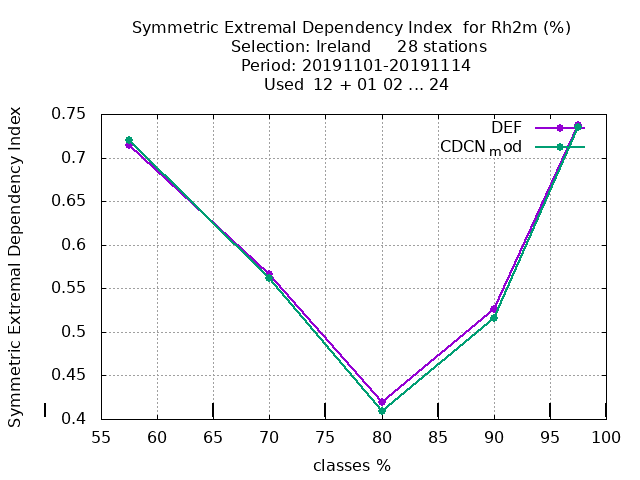 Symmetric Extremal Dependency Index  for Rh2m (%)
Selection: Ireland     28 stations
Period: 20191101-20191114
Used  12 + 01 02 ... 24
Symmetric Extremal Dependency Index
0.75
0.7
0.65
0.6
0.55
0.5
0.45
0.4
DEF
CDCN_mod
55 60 65 70 75 80 85 90 95 100
classes %